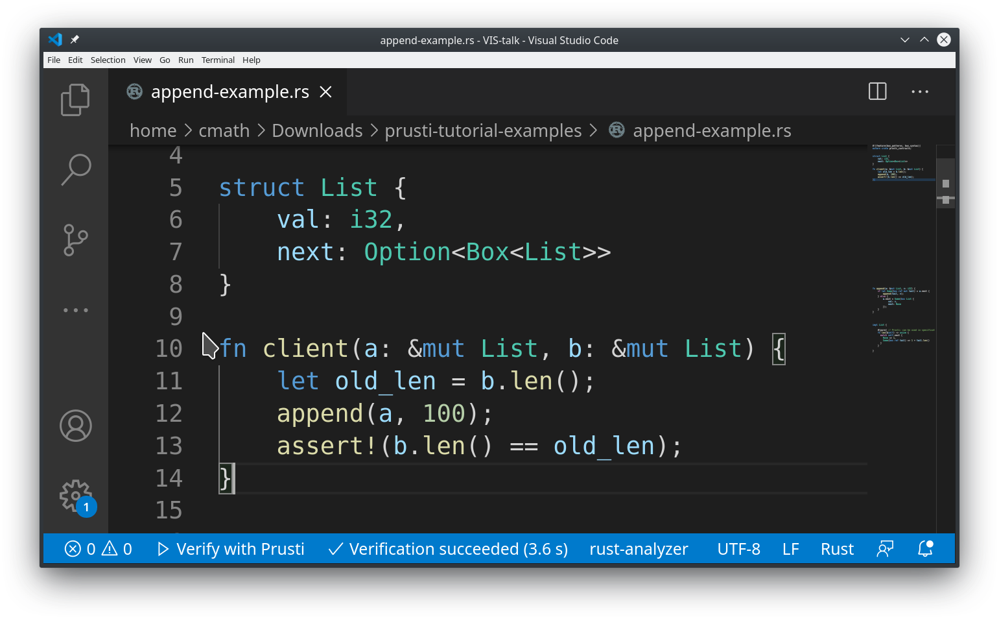 append-example.rs - VIS-talk - Visual Studio Code
File Edit Selection View Go Run Terminal Help
append-example.rs
home > cmath > Downloads > prusti-tutorial-examples > append-example.rs
4
5 struct List {
6     val: i32,
7     next: Option<Box<List>>
8 }
9
10 fn client(a: &mut List, b: &mut List) {
11     let old_len = b.len();
12     append(a, 100);
13     assert!(b.len() == old_len);
14 }
15
1
0 0 Verify with Prusti Verification succeeded (3.6 s) rust-analyzer UTF-8 LF Rust